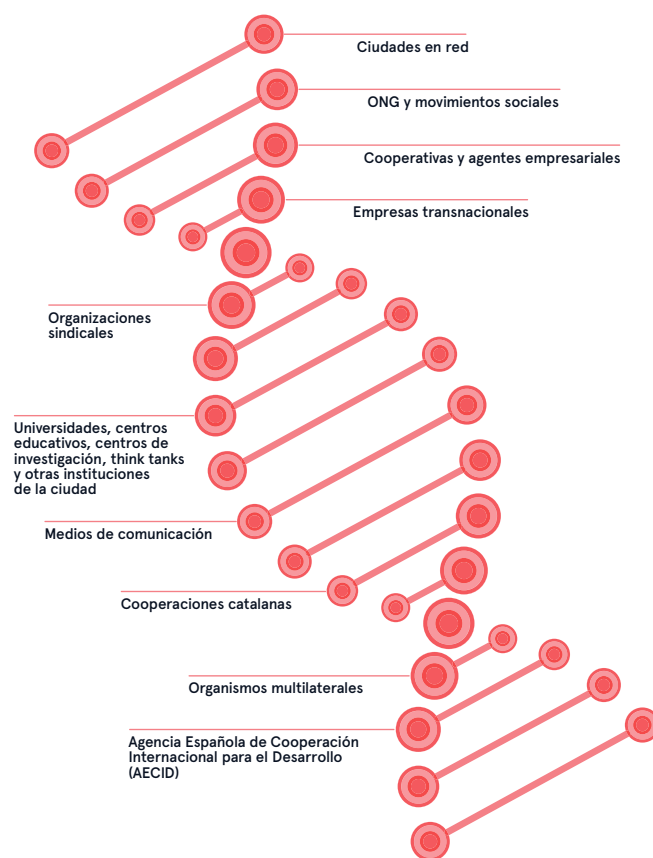 Ciudades en red
ONG y movimientos sociales
Cooperativas y agentes empresariales
Empresas transnacionales
Organizaciones
sindicales
Universidades, centros
educativos, centros de
investigación, think tanks
y otras instituciones
de la ciudad
Medios de comunicación
Cooperaciones catalanas
Organismos multilaterales
Agencia Española de Cooperación
Internacional para el Desarrollo
(AECID)